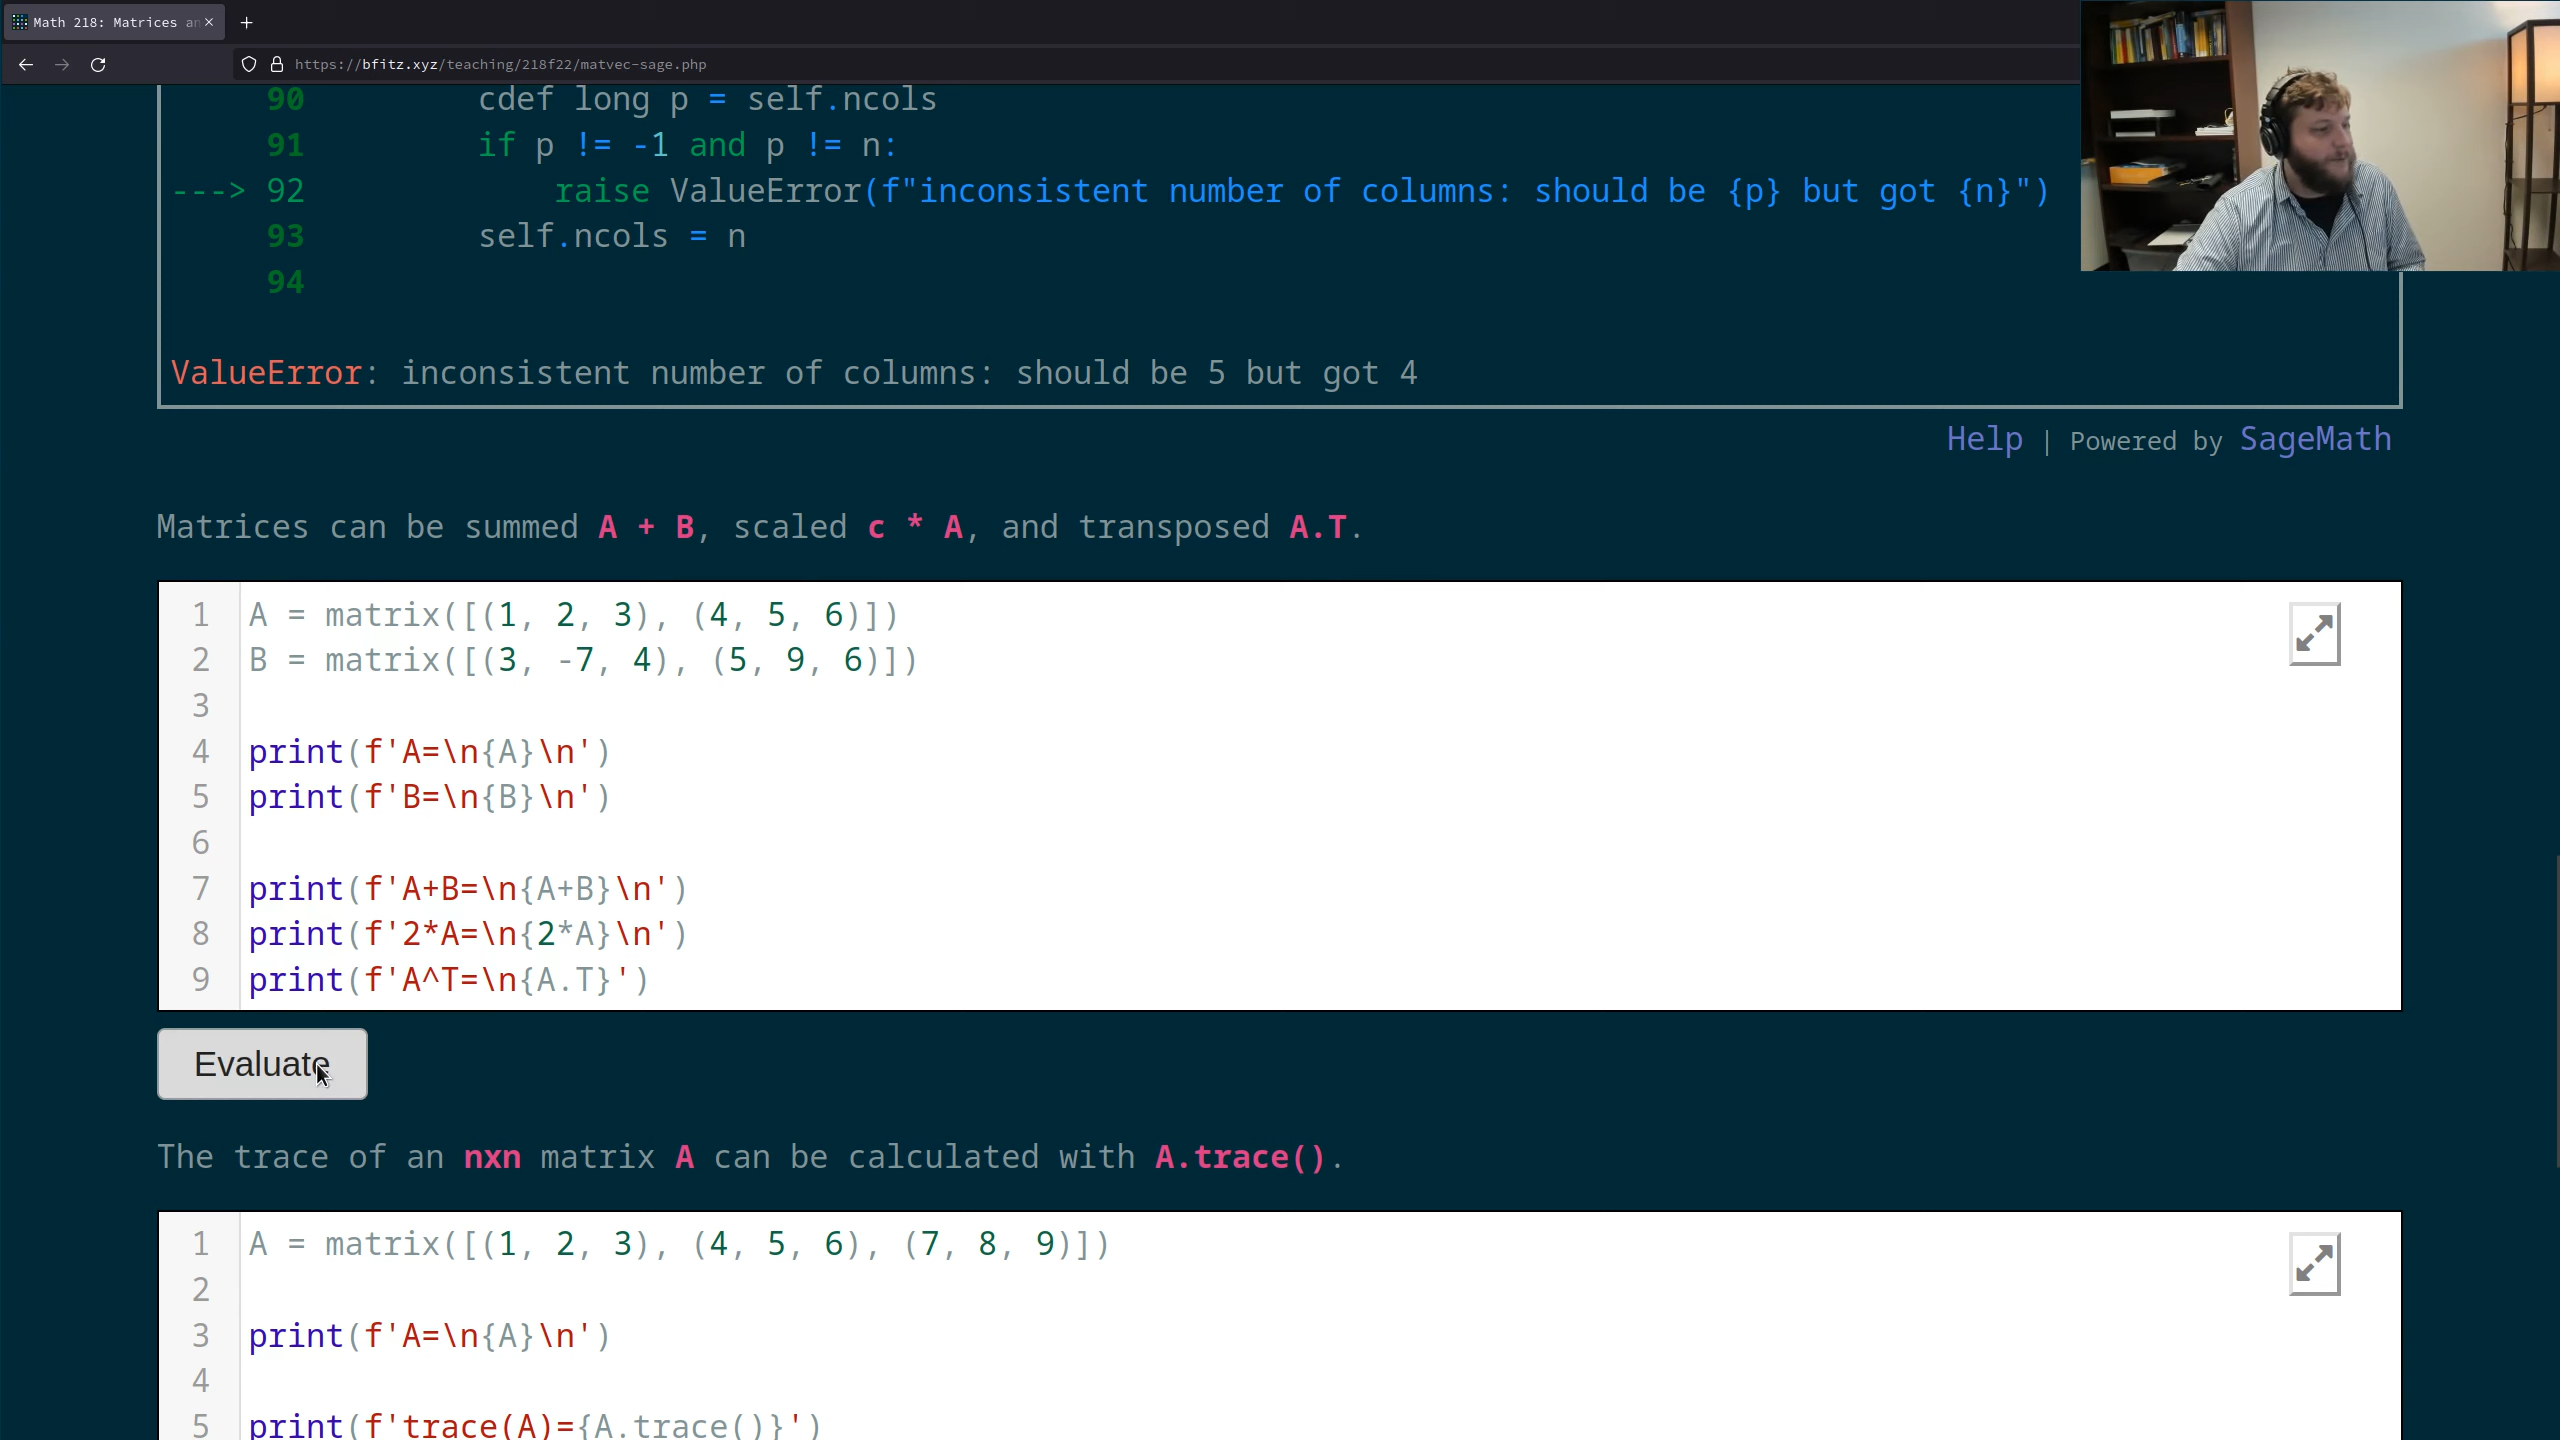 Math 218: Matrices an
https://bfitz.xyz/teaching/218f22/matvec-sage.php
90 cdef long p = self.ncols
91 if p != -1 and p != n:
---> 92 raise ValueError(f"inconsistent number of columns: should be {p} but got {n}")
93 self.ncols = n
94
ValueError: inconsistent number of columns: should be 5 but got 4
Help | Powered by SageMath
Matrices can be summed A + B, scaled c * A, and transposed A.T.
1 A = matrix([(1, 2, 3), (4, 5, 6)])
2 B = matrix([(3, -7, 4), (5, 9, 6)])
3
4 print(f'A=\n{A}\n')
5 print(f'B=\n{B}\n')
6
7 print(f'A+B=\n{A+B}\n')
8 print(f'2*A=\n{2*A}\n')
9 print(f'A^T=\n{A.T}')
Evaluate
The trace of an nxn matrix A can be calculated with A.trace().
1 A = matrix([(1, 2, 3), (4, 5, 6), (7, 8, 9)])
2
3 print(f'A=\n{A}\n')
4
5 print(f'trace(A)={A.trace()}')